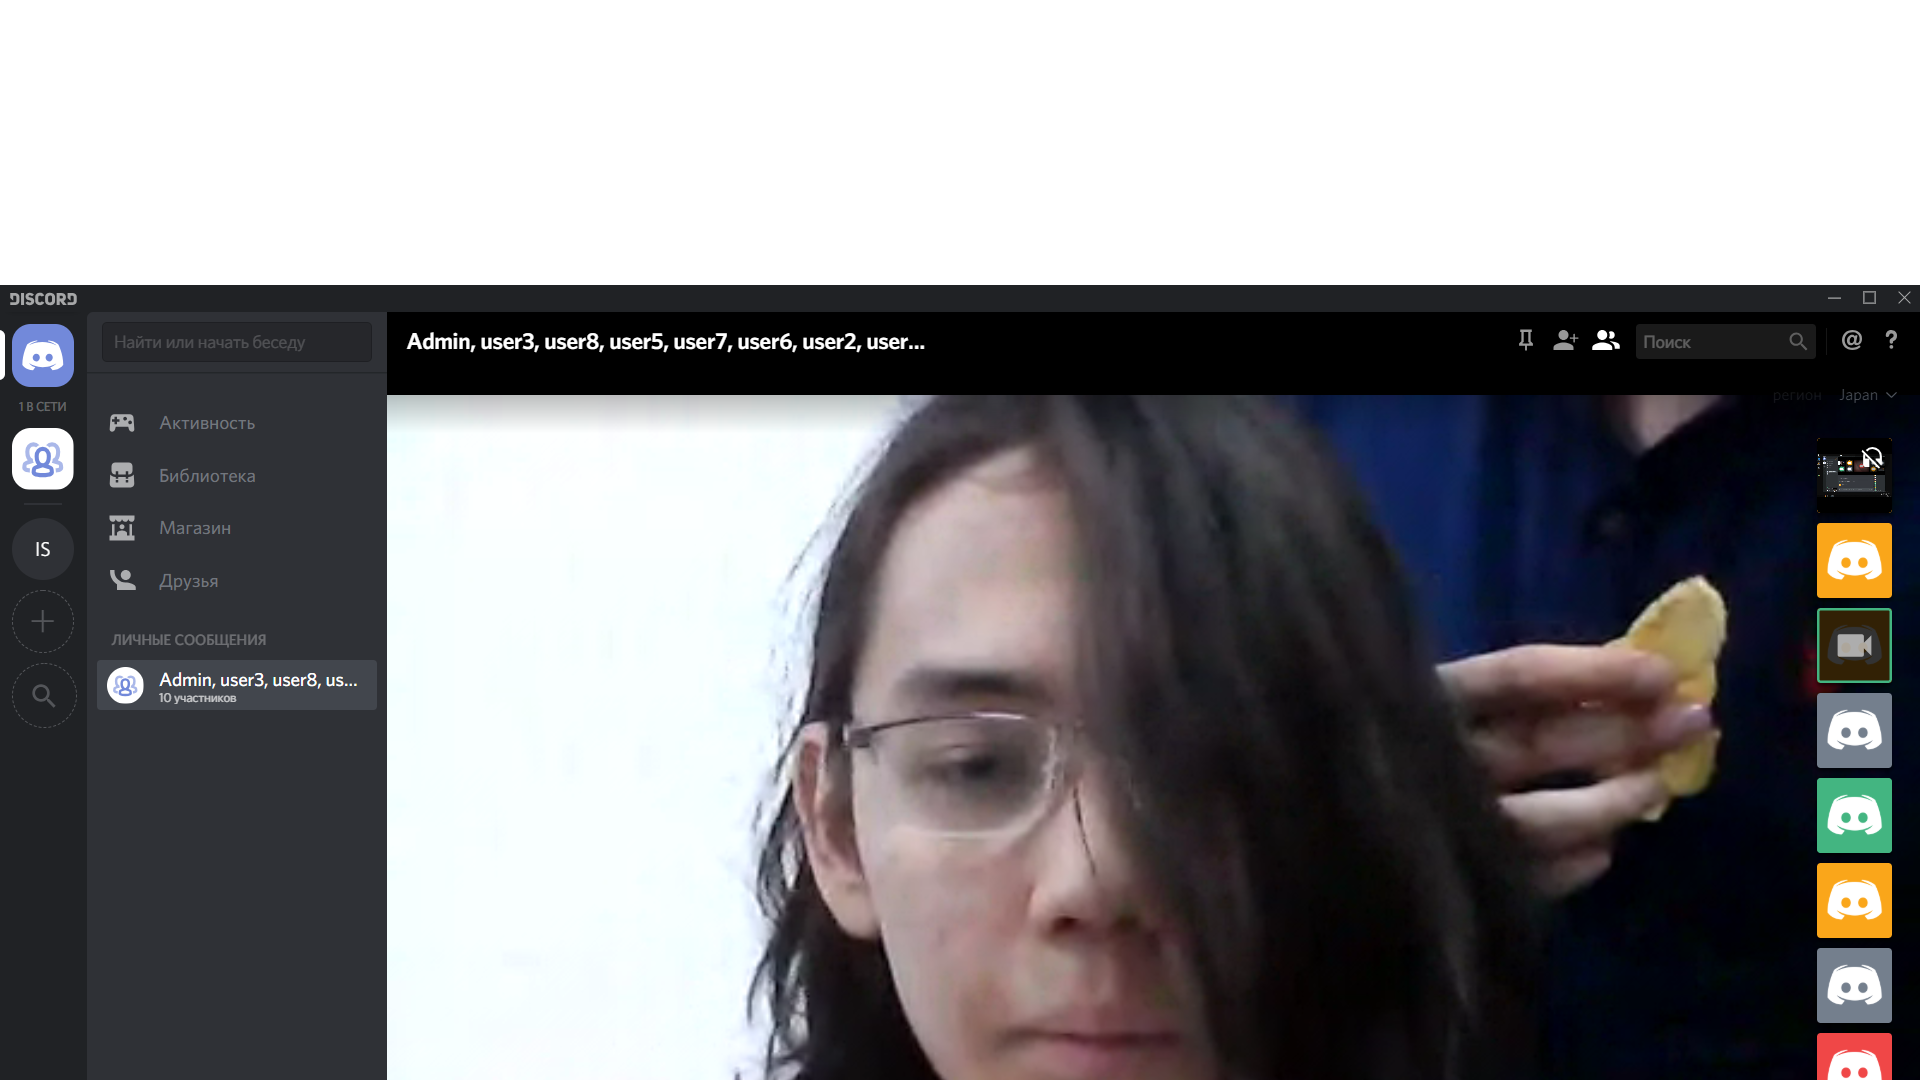 DISCORD
Найти или начать беседу
Admin, user3, user8, user5, user7, user6, user2, user...
Поиск
@
?
1 В СЕТИ
регион Japan
Активность
Библиотека
Магазин
IS
Друзья
ЛИЧНЫЕ СООБЩЕНИЯ
Admin, user3, user8, us...
10 участников